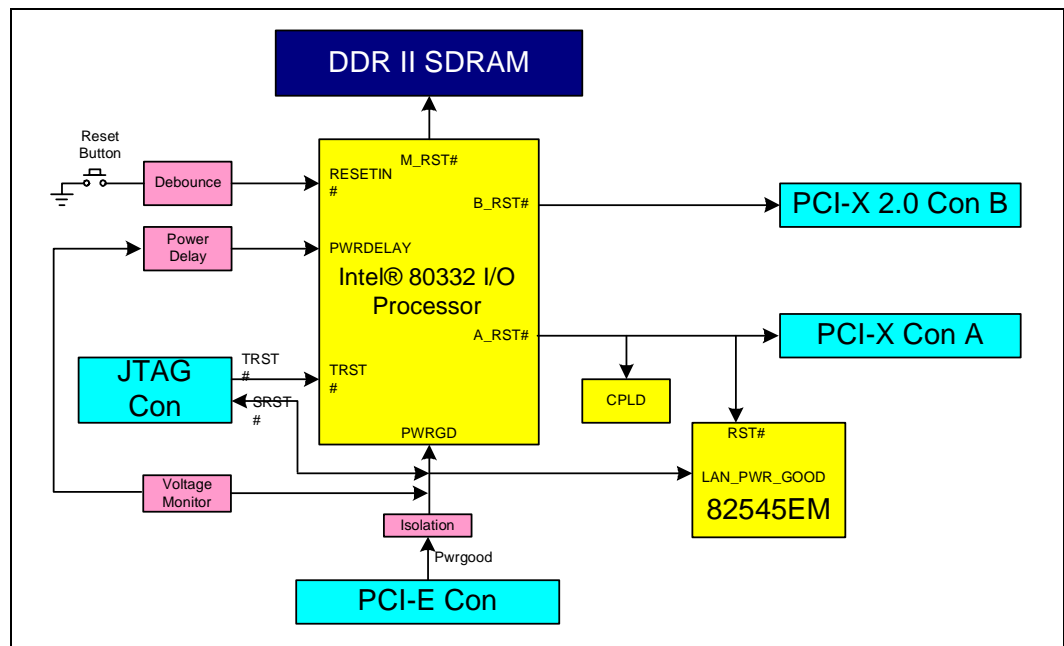 DDR II SDRAM
Reset
Button
Debounce
RESETIN
#
M_RST#
B_RST#
PCI-X 2.0 Con B
Power
Delay
PWRDELAY
Intel® 80332 I/O
Processor
A_RST#
PCI-X Con A
JTAG
Con
TRST
#
SRST
#
TRST
#
CPLD
PWRGD
RST#
LAN_PWR_GOOD
82545EM
Voltage
Monitor
Isolation
Pwrgood
PCI-E Con